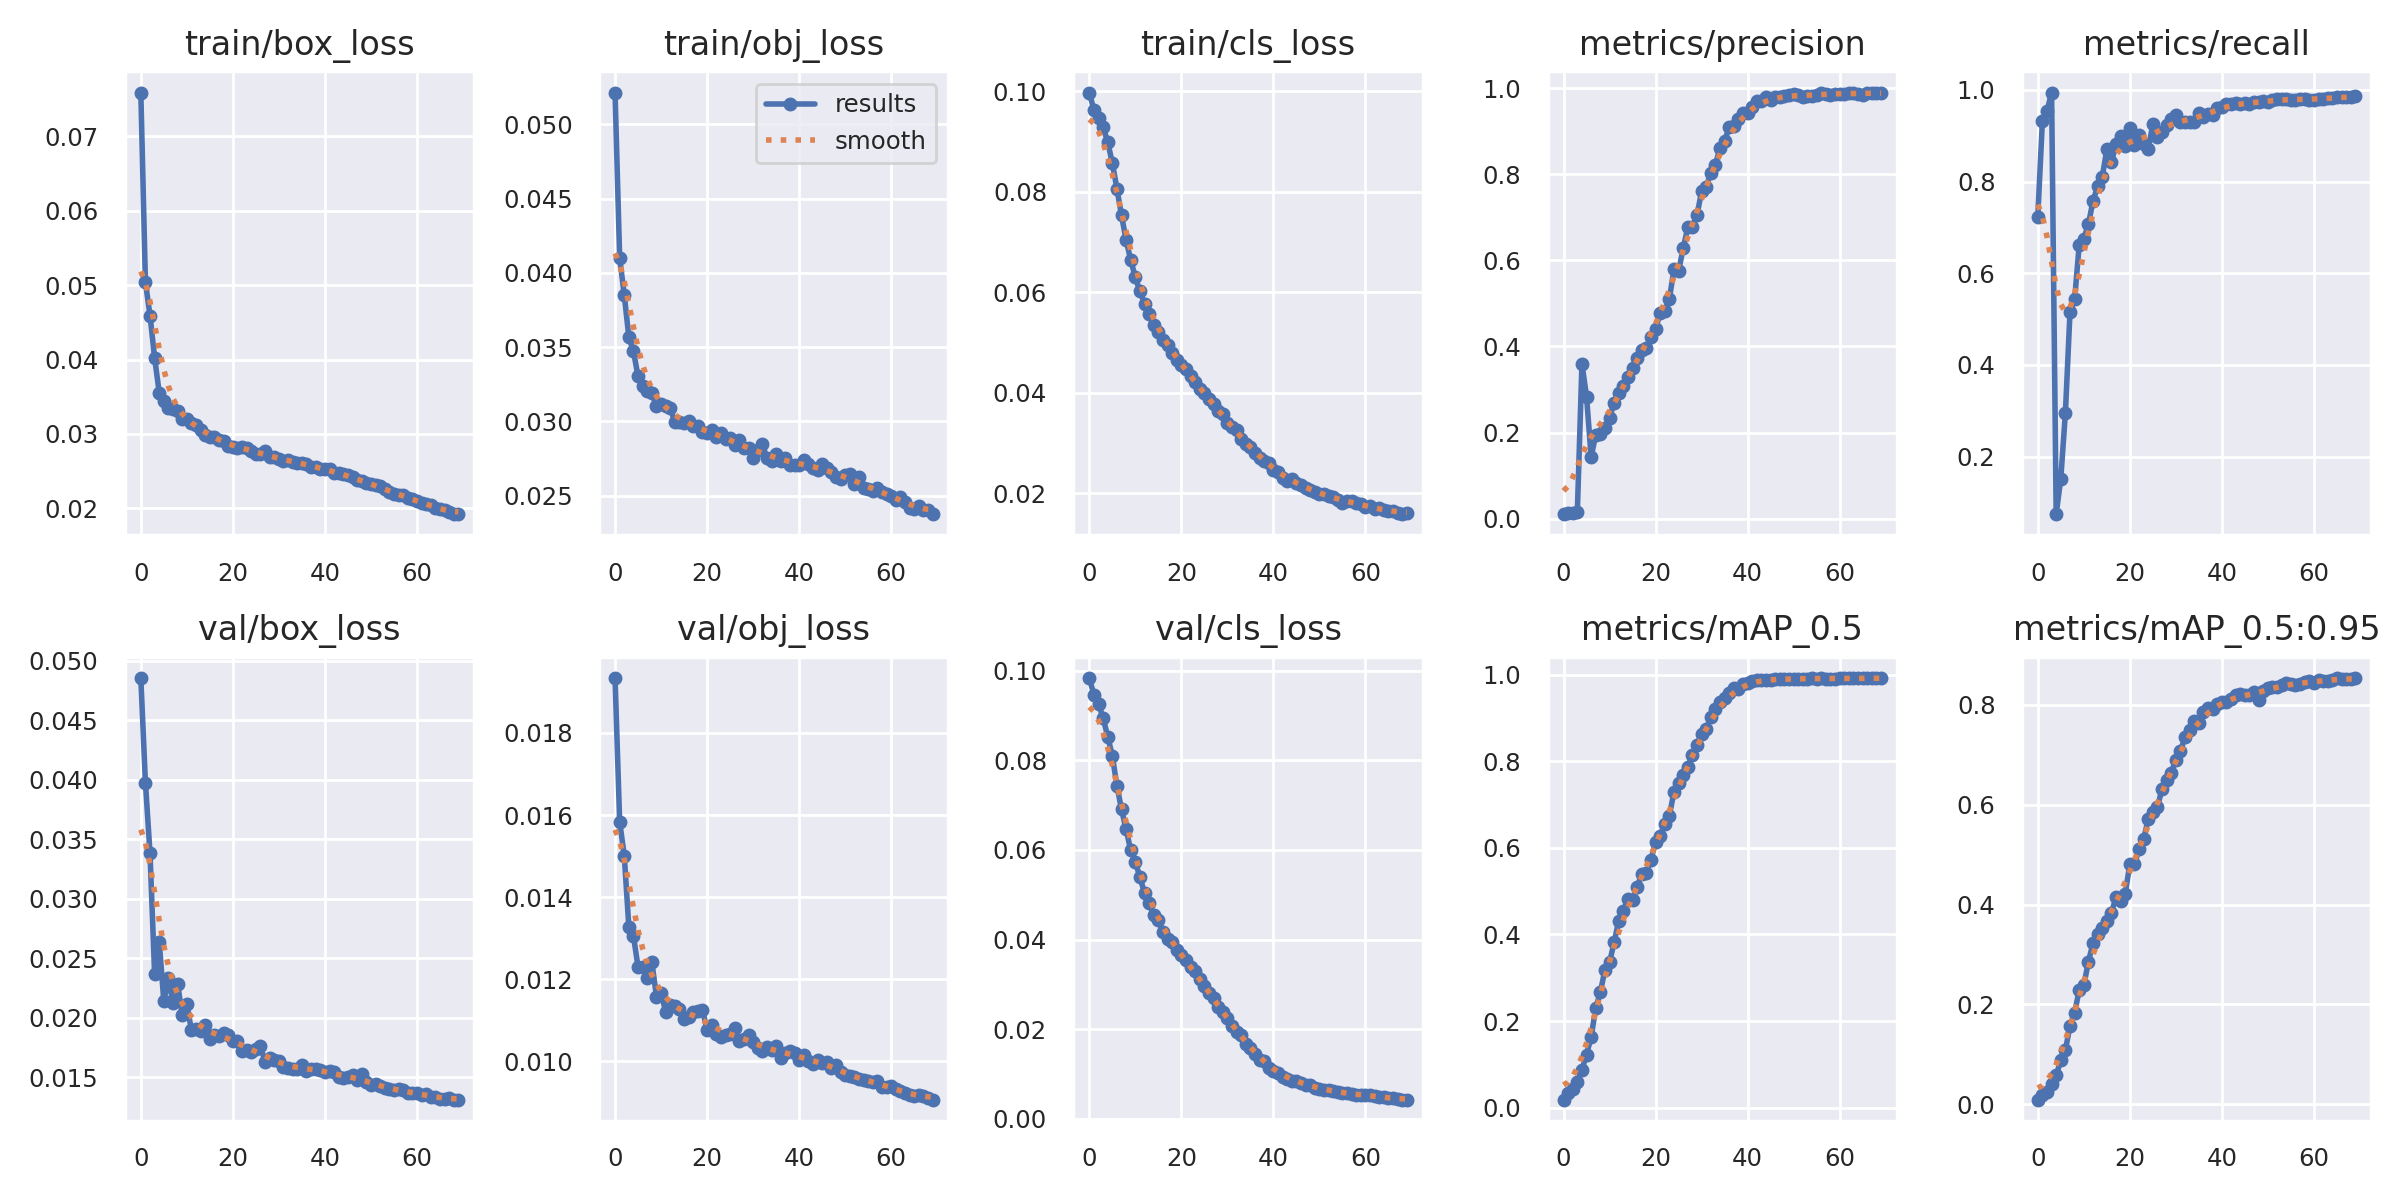 train/box_loss
train/obj_loss
train/cls_loss
metrics/precision
metrics/recall
0.07
0.06
0.05
0.04
0.03
0.02
0 20 40 60
results
smooth
0.050
0.045
0.040
0.035
0.030
0.025
0 20 40 60
0.10
0.08
0.06
0.04
0.02
0 20 40 60
1.0
0.8
0.6
0.4
0.2
0.0
0 20 40 60
1.0
0.8
0.6
0.4
0.2
0 20 40 60
val/box_loss
val/obj_loss
val/cls_loss
metrics/mAP_0.5
metrics/mAP_0.5:0.95
0.050
0.045
0.040
0.035
0.030
0.025
0.020
0.015
0 20 40 60
0.018
0.016
0.014
0.012
0.010
0 20 40 60
0.10
0.08
0.06
0.04
0.02
0.00
0 20 40 60
1.0
0.8
0.6
0.4
0.2
0.0
0 20 40 60
0.8
0.6
0.4
0.2
0.0
0 20 40 60